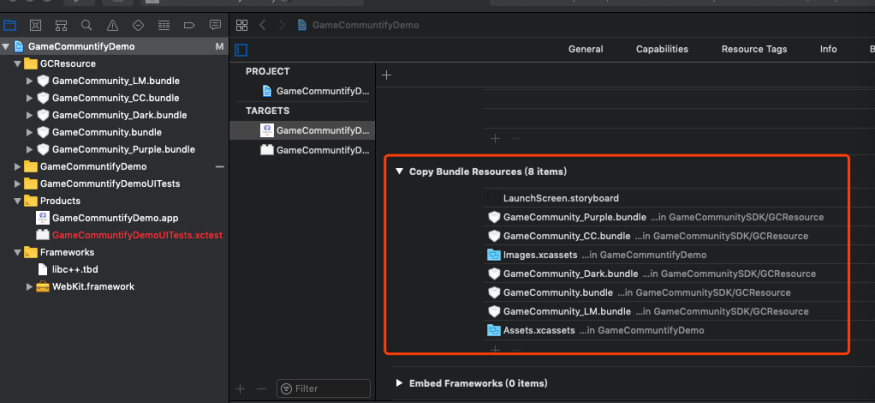 GameCommuntifyDemo
GameCommuntifyDemo M
General Capabilities Resource Tags Info B
GCResource
GameCommunity_LM.bundle
GameCommunity_CC.bundle
GameCommunity_Dark.bundle
GameCommunity.bundle
GameCommunity_Purple.bundle
GameCommuntifyDemo
GameCommuntifyDemoUITests
Products
GameCommuntifyDemo.app
GameCommuntifyDemoUITests.xctest
Frameworks
libc++.tbd
WebKit.framework
PROJECT
GameCommuntifyD...
TARGETS
GameCommuntifyD...
GameCommuntifyD...
Filter
Copy Bundle Resources (8 items)
LaunchScreen.storyboard
GameCommunity_Purple.bundle ...in GameCommunitySDK/GCResource
GameCommunity_CC.bundle ...in GameCommunitySDK/GCResource
Images.xcassets ...in GameCommuntifyDemo
GameCommunity_Dark.bundle ...in GameCommunitySDK/GCResource
GameCommunity.bundle ...in GameCommunitySDK/GCResource
GameCommunity_LM.bundle ...in GameCommunitySDK/GCResource
Assets.xcassets ...in GameCommuntifyDemo
Embed Frameworks (0 items)